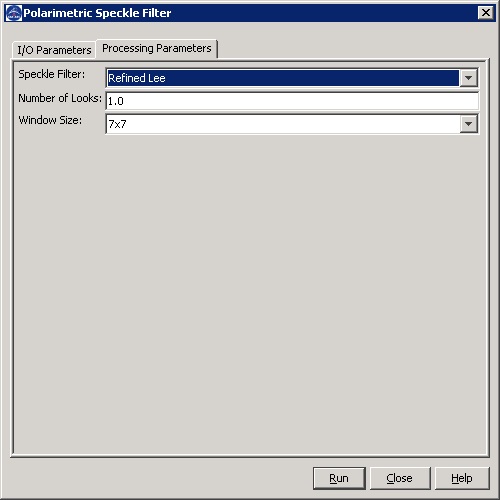 Polarimetric Speckle Filter
I/O Parameters Processing Parameters
Speckle Filter: Refined Lee
Number of Looks: 1.0
Window Size: 7x7
Run Close Help